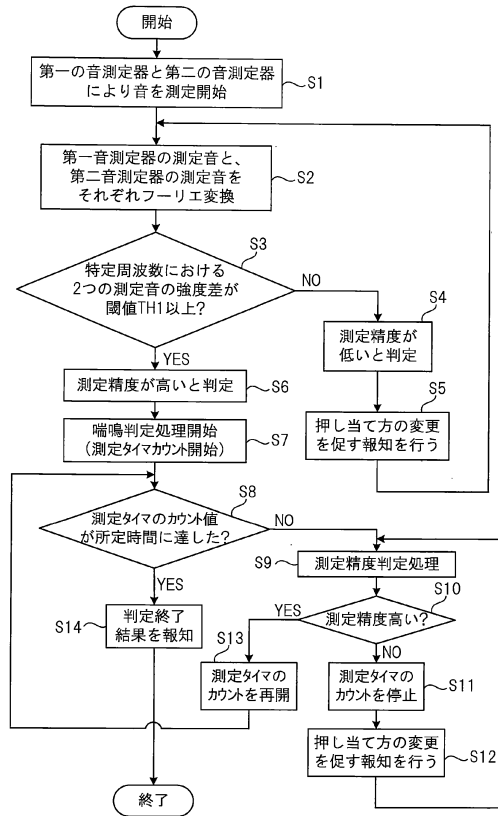 開始
第一の音測定器と第二の音測定器
により音を測定開始
S1
第一音測定器の測定音と、
第二音測定器の測定音を
それぞれフーリエ変換
S2
S3
特定周波数における
2つの測定音の強度差が
閾値TH1以上?
NO
YES
S4
測定精度が
低いと判定
S5
押し当て方の変更
を促す報知を行う
測定精度が高いと判定
S6
喘鳴判定処理開始
(測定タイマカウント開始)
S7
S8
測定タイマのカウント値
が所定時間に達した?
NO
YES
S9
測定精度判定処理
S10
測定精度高い?
YES
NO
S14
判定終了
結果を報知
S13
測定タイマの
カウントを再開
測定タイマの
カウントを停止
S11
押し当て方の変更
を促す報知を行う
S12
終了